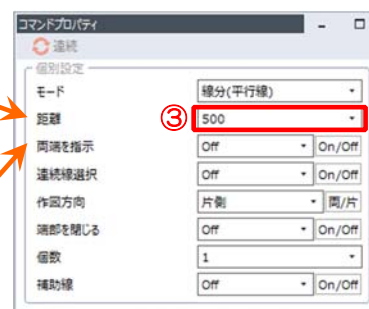 コマンドプロパティ
連続
個別設定
モード 線分(平行線)
距離 ③ 500
両端を指示 Off On/Off
連続線選択 Off On/Off
作図方向 片側 両/片
端部を閉じる Off On/Off
個数 1
補助線 Off On/Off